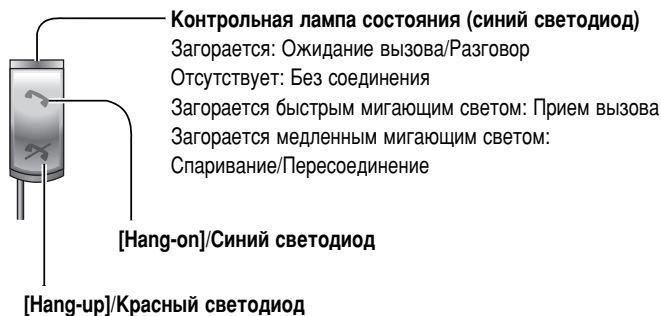 Контрольная лампа состояния (синий светодиод)
Загорается: Ожидание вызова/Разговор
Отсутствует: Без соединения
Загорается быстрым мигающим светом: Прием вызова
Загорается медленным мигающим светом:
Спаривание/Пересоединение
[Hang-on]/Синий светодиод
[Hang-up]/Красный светодиод